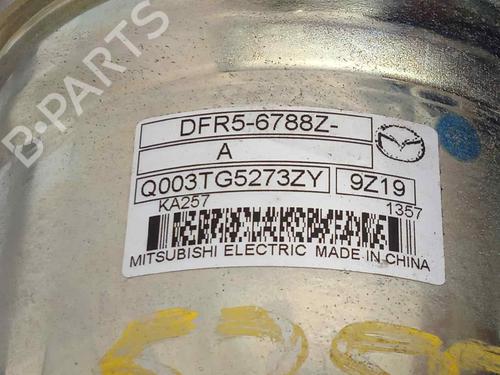 B-PARTS
DFR5-6788Z-
A
Q003TG5273ZY 9Z19
KA257 1357
MITSUBISHI ELECTRIC MADE IN CHINA